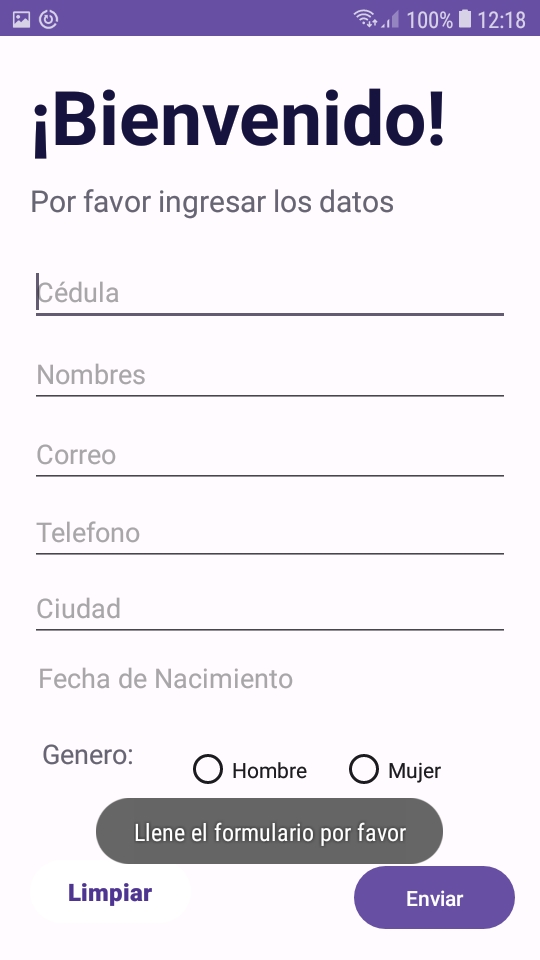 100% 12:18
¡Bienvenido!
Por favor ingresar los datos
Cédula
Nombres
Correo
Telefono
Ciudad
Fecha de Nacimiento
Genero:
Hombre Mujer
Llene el formulario por favor
Limpiar
Enviar